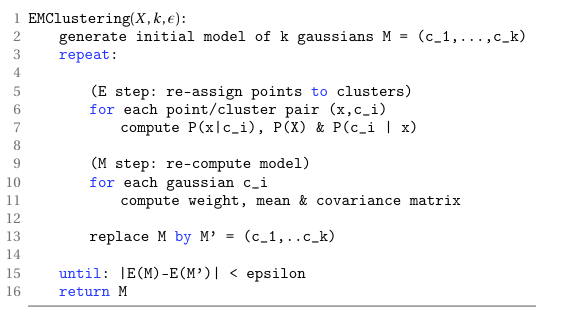 1 EMClustering(X,k,ϵ):
2 generate initial model of k gaussians M = (c_1,...,c_k)
3 repeat:
4
5 (E step: re-assign points to clusters)
6 for each point/cluster pair (x,c_i)
7 compute P(x|c_i), P(X) & P(c_i | x)
8
9 (M step: re-compute model)
10 for each gaussian c_i
11 compute weight, mean & covariance matrix
12
13 replace M by M' = (c_1,..c_k)
14
15 until: |E(M)-E(M')| < epsilon
16 return M